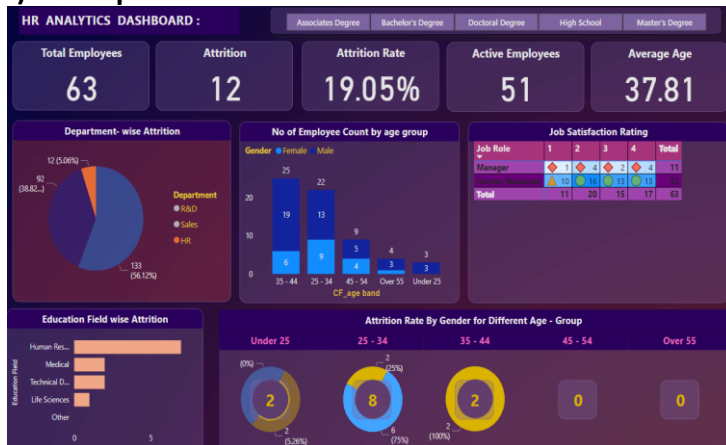 HR ANALYTICS DASHBOARD :
Associates Degree
Bachelor's Degree
Doctoral Degree
High School
Master's Degree
Total Employees
63
Attrition
12
Attrition Rate
19.05%
Active Employees
51
Average Age
37.81
Department- wise Attrition
12 (5.06%)
92
(38.82...)
133
(56.12%)
Department
R&D
Sales
HR
No of Employee Count by age group
Gender Female Male
20
10
0
25
19
6
22
13
9
9
5
4
4
3
3
3
35 - 44
25 - 34
45 - 54
Over 55
Under 25
CF_age band
Job Satisfaction Rating
Job Role 1 2 3 4 Total
Manager 1 4 2 4 11
10 16 13 13
Total 11 20 15 17 63
Education Field wise Attrition
Education Field
Human Res...
Medical
Technical D...
Life Sciences
Other
0 5
Attrition Rate By Gender for Different Age - Group
Under 25
25 - 34
35 - 44
45 - 54
Over 55
(0%)
2
2
(5.26%)
2
(25%)
8
6
(75%)
2
2
(100%)
0
0